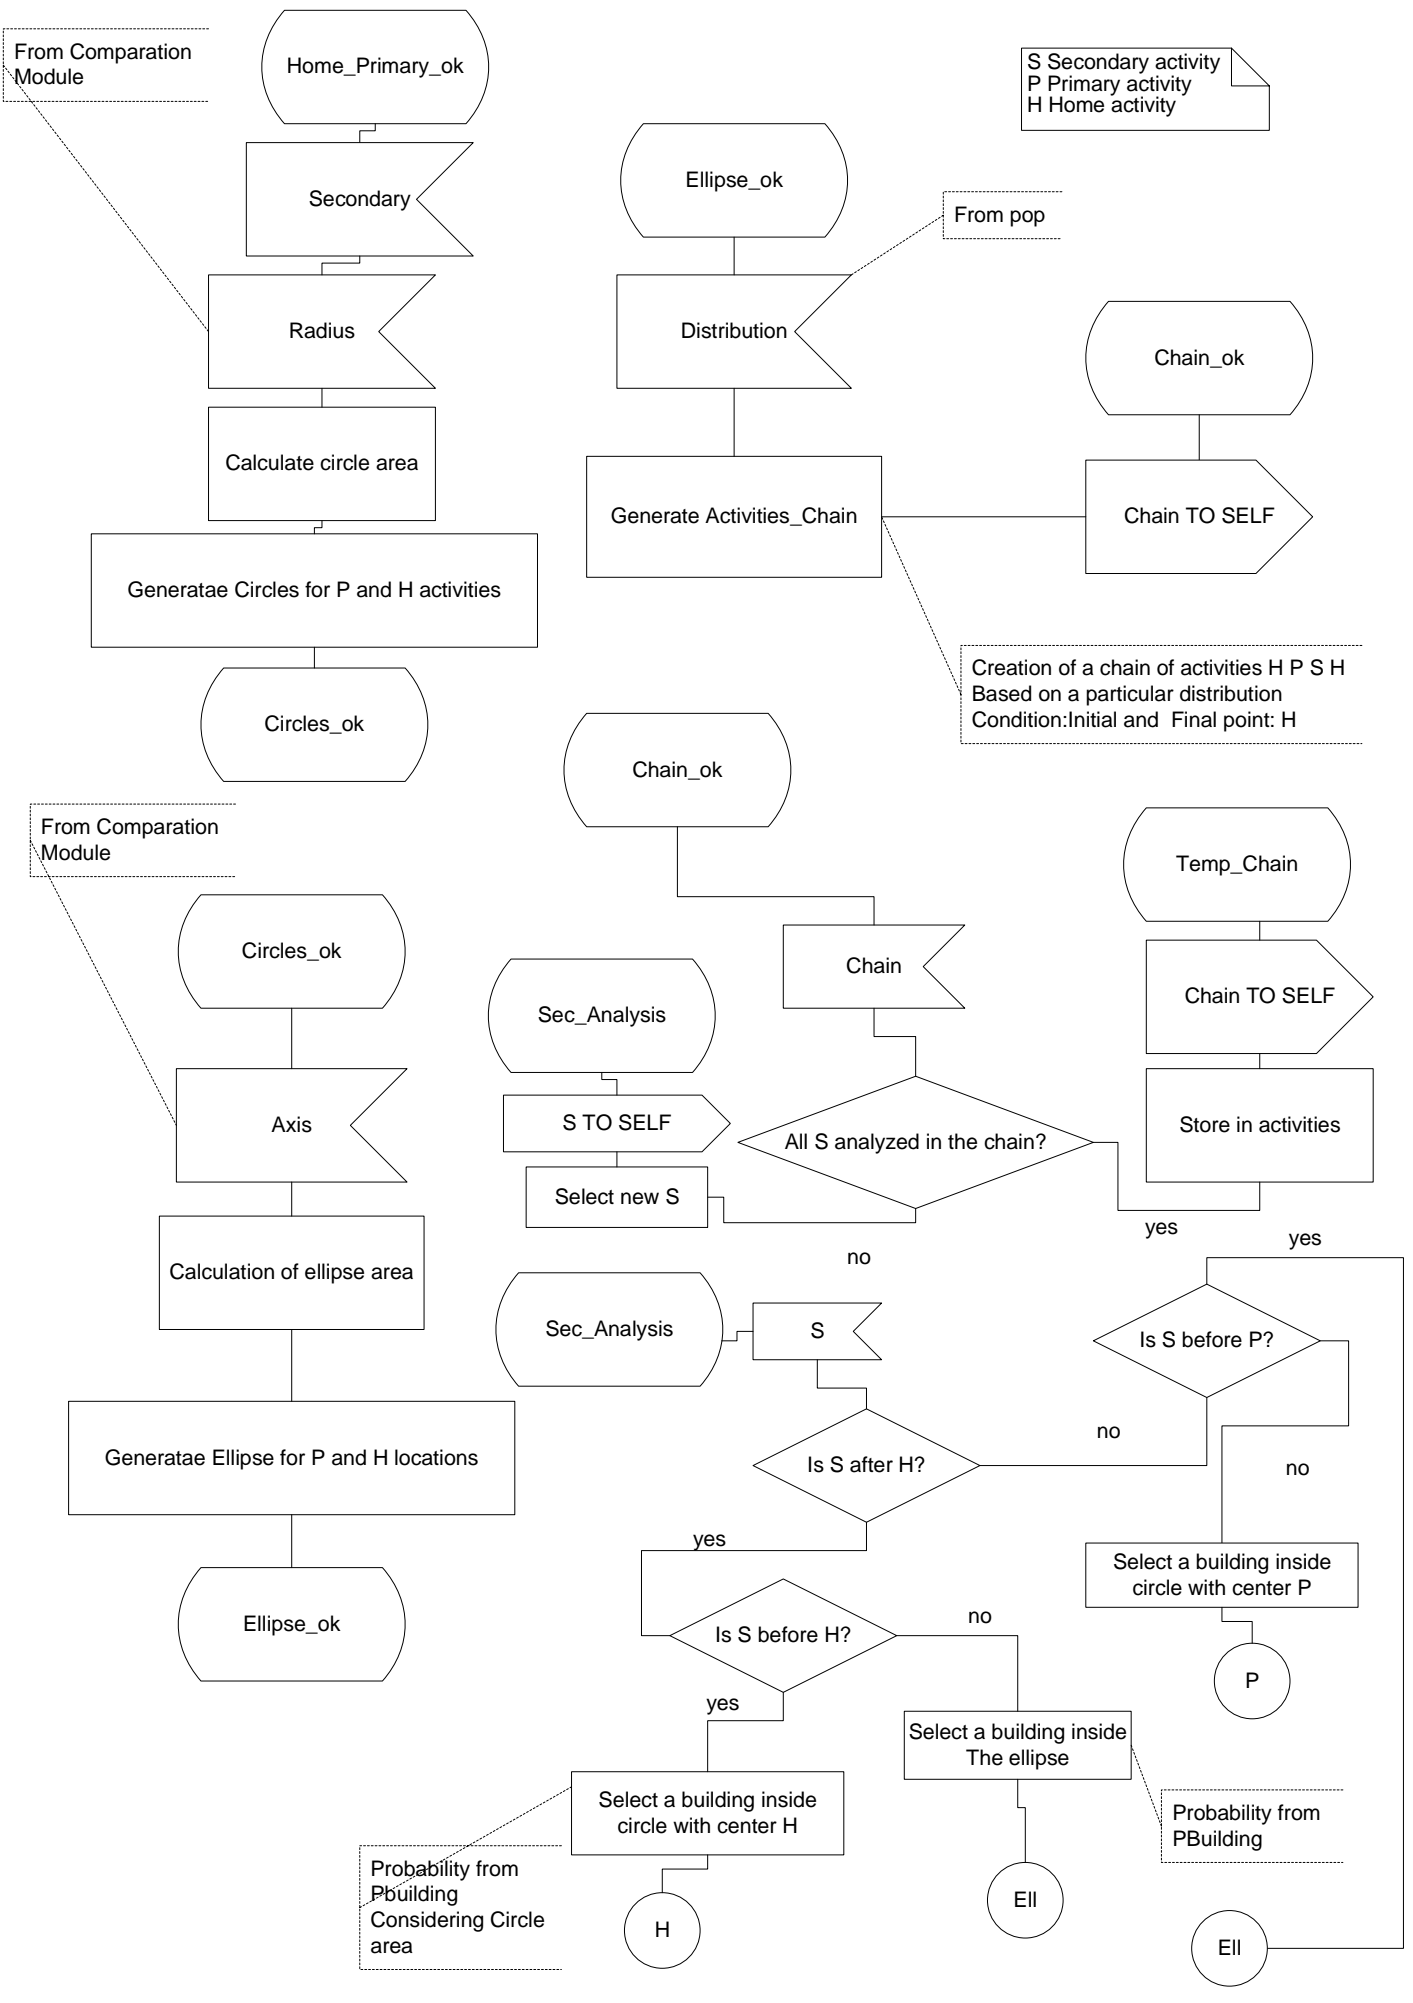 From Comparation
Module
Home_Primary_ok
Secondary
Radius
Calculate circle area
Generatae Circles for P and H activities
Circles_ok
S Secondary activity
P Primary activity
H Home activity
Ellipse_ok
From pop
Distribution
Generate Activities_Chain
Chain_ok
Chain TO SELF
Creation of a chain of activities H P S H
Based on a particular distribution
Condition:Initial and  Final point: H
From Comparation
Module
Circles_ok
Axis
Calculation of ellipse area
Generatae Ellipse for P and H locations
Ellipse_ok
Chain_ok
Chain
All S analyzed in the chain?
Sec_Analysis
S TO SELF
Select new S
no
yes
Temp_Chain
Chain TO SELF
Store in activities
Sec_Analysis
S
Is S after H?
no
yes
Is S before P?
yes
no
Select a building inside
circle with center P
P
Is S before H?
no
yes
Select a building inside
The ellipse
Probability from
PBuilding
Ell
Select a building inside
circle with center H
Probability from
Pbuilding
Considering Circle
area
H
Ell